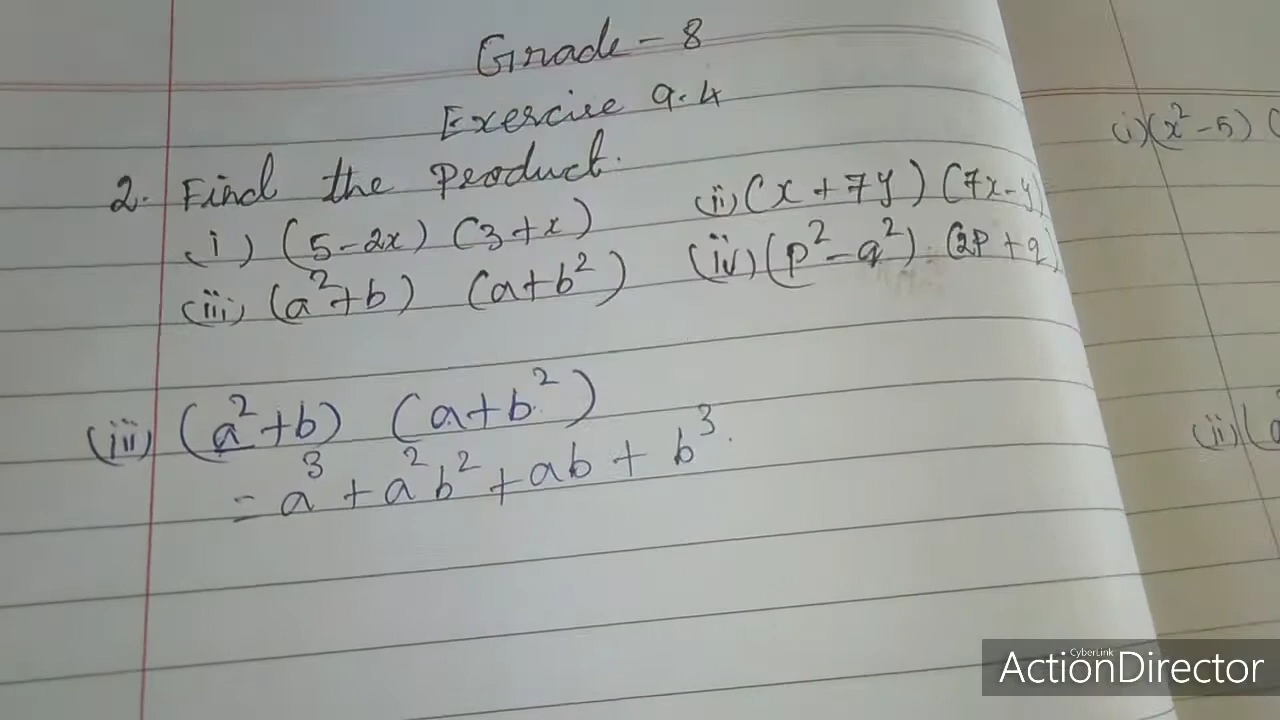 Grade - 8
Exercise 9.4
2. Find the Product.
(i) (5-2x) (3+x) (ii) (x+7y) (7x-y)
(iii) (a²+b) (a+b²) (iv) (p²-q²) (2p+q)
(iii) (a²+b) (a+b²)
= a³+a²b²+ab+b³.
(i) (x²-5) (
(ii) (a
CyberLink
ActionDirector